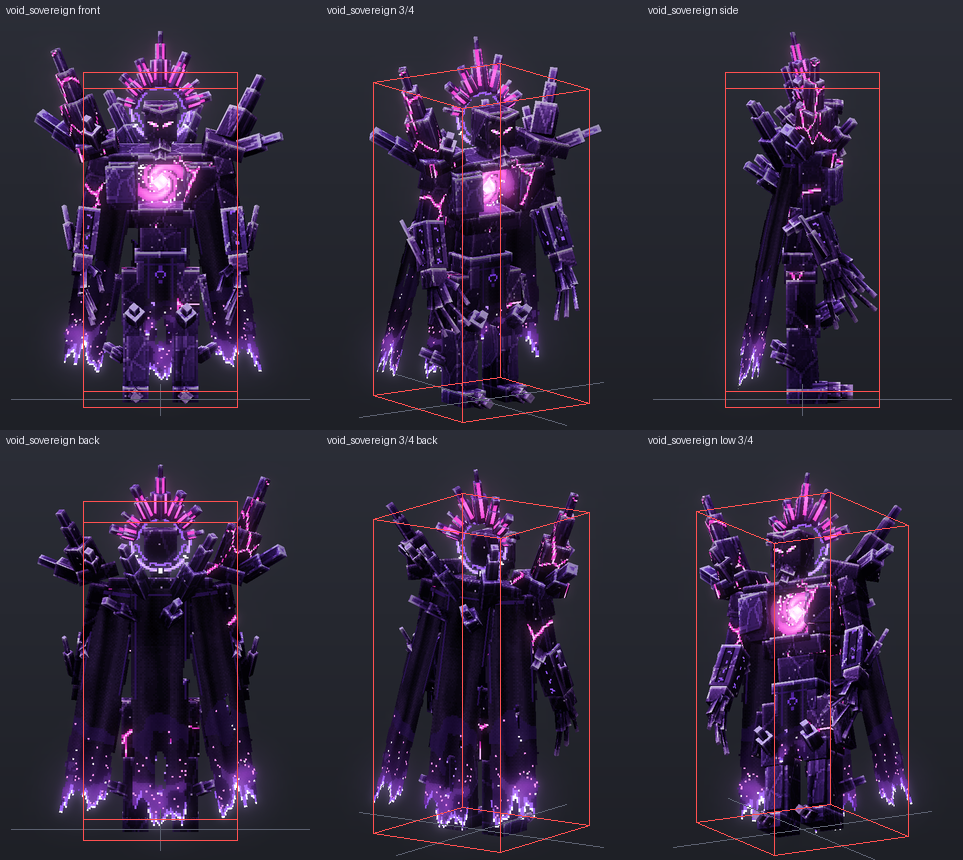 void_sovereign front
void_sovereign 3/4
void_sovereign side
void_sovereign back
void_sovereign 3/4 back
void_sovereign low 3/4